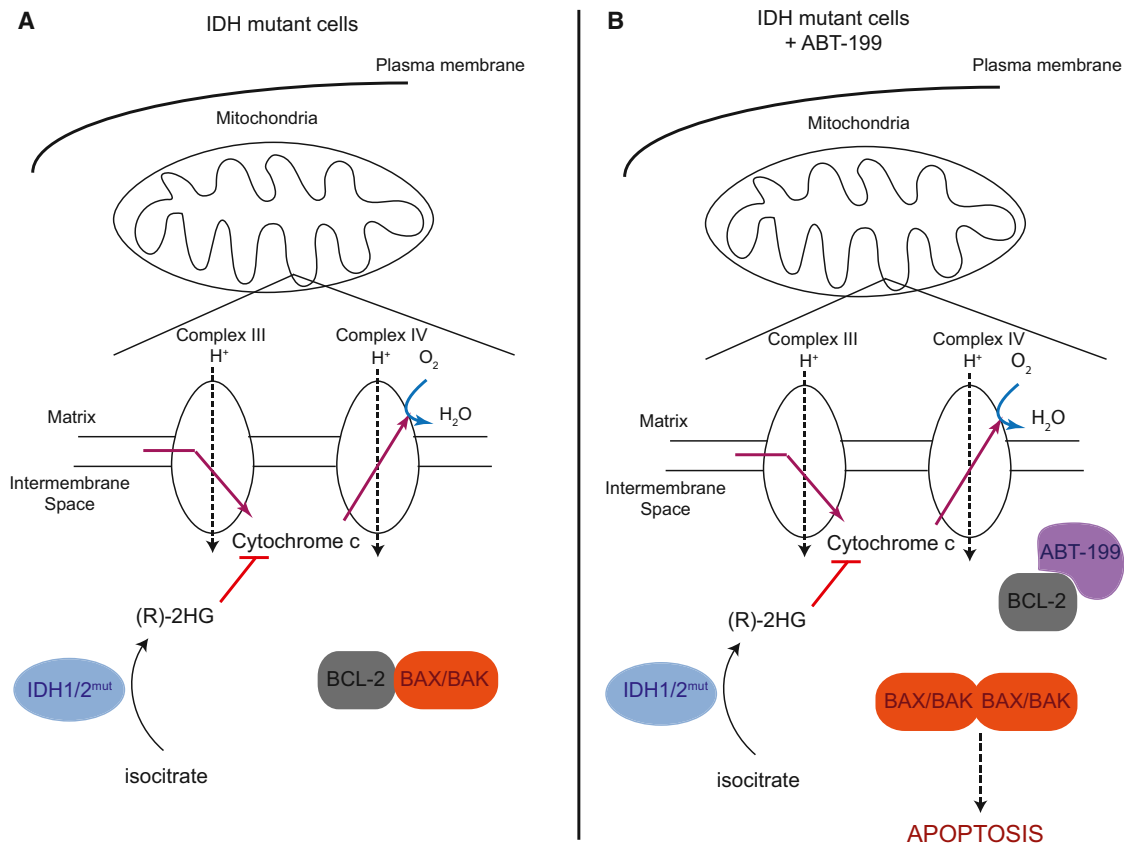 A
IDH mutant cells
Plasma membrane
Mitochondria
Complex III
H⁺
Complex IV
H⁺
O₂
H₂O
Matrix
Intermembrane
Space
Cytochrome c
(R)-2HG
IDH1/2ᵐᵘᵗ
BCL-2
BAX/BAK
isocitrate
B
IDH mutant cells
+ ABT-199
Plasma membrane
Mitochondria
Complex III
H⁺
Complex IV
H⁺
O₂
H₂O
Matrix
Intermembrane
Space
Cytochrome c
ABT-199
BCL-2
(R)-2HG
IDH1/2ᵐᵘᵗ
BAX/BAK
BAX/BAK
isocitrate
APOPTOSIS